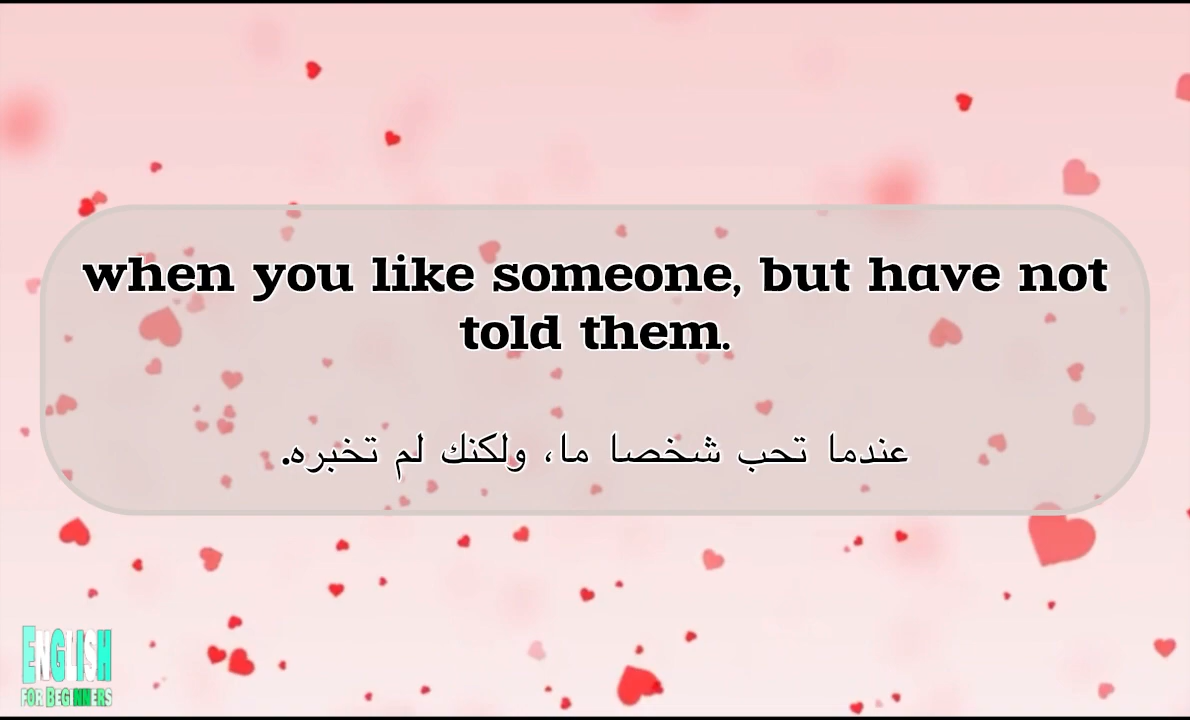 when you like someone, but have not
told them.
عندما تحب شخصا ما، ولكنك لم تخبره.
ENGLISH
FOR BEGINNERS